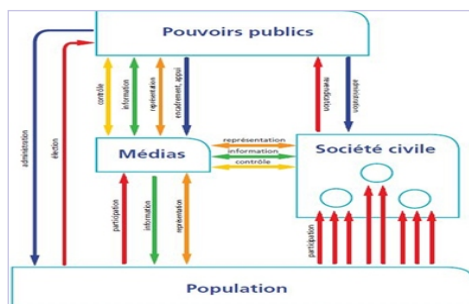 Pouvoirs publics
administration
élection
contrôle
information
représentation
encadrement, appui
revendication
administration
Médias
représentation
information
contrôle
Société civile
participation
information
représentation
participation
Population